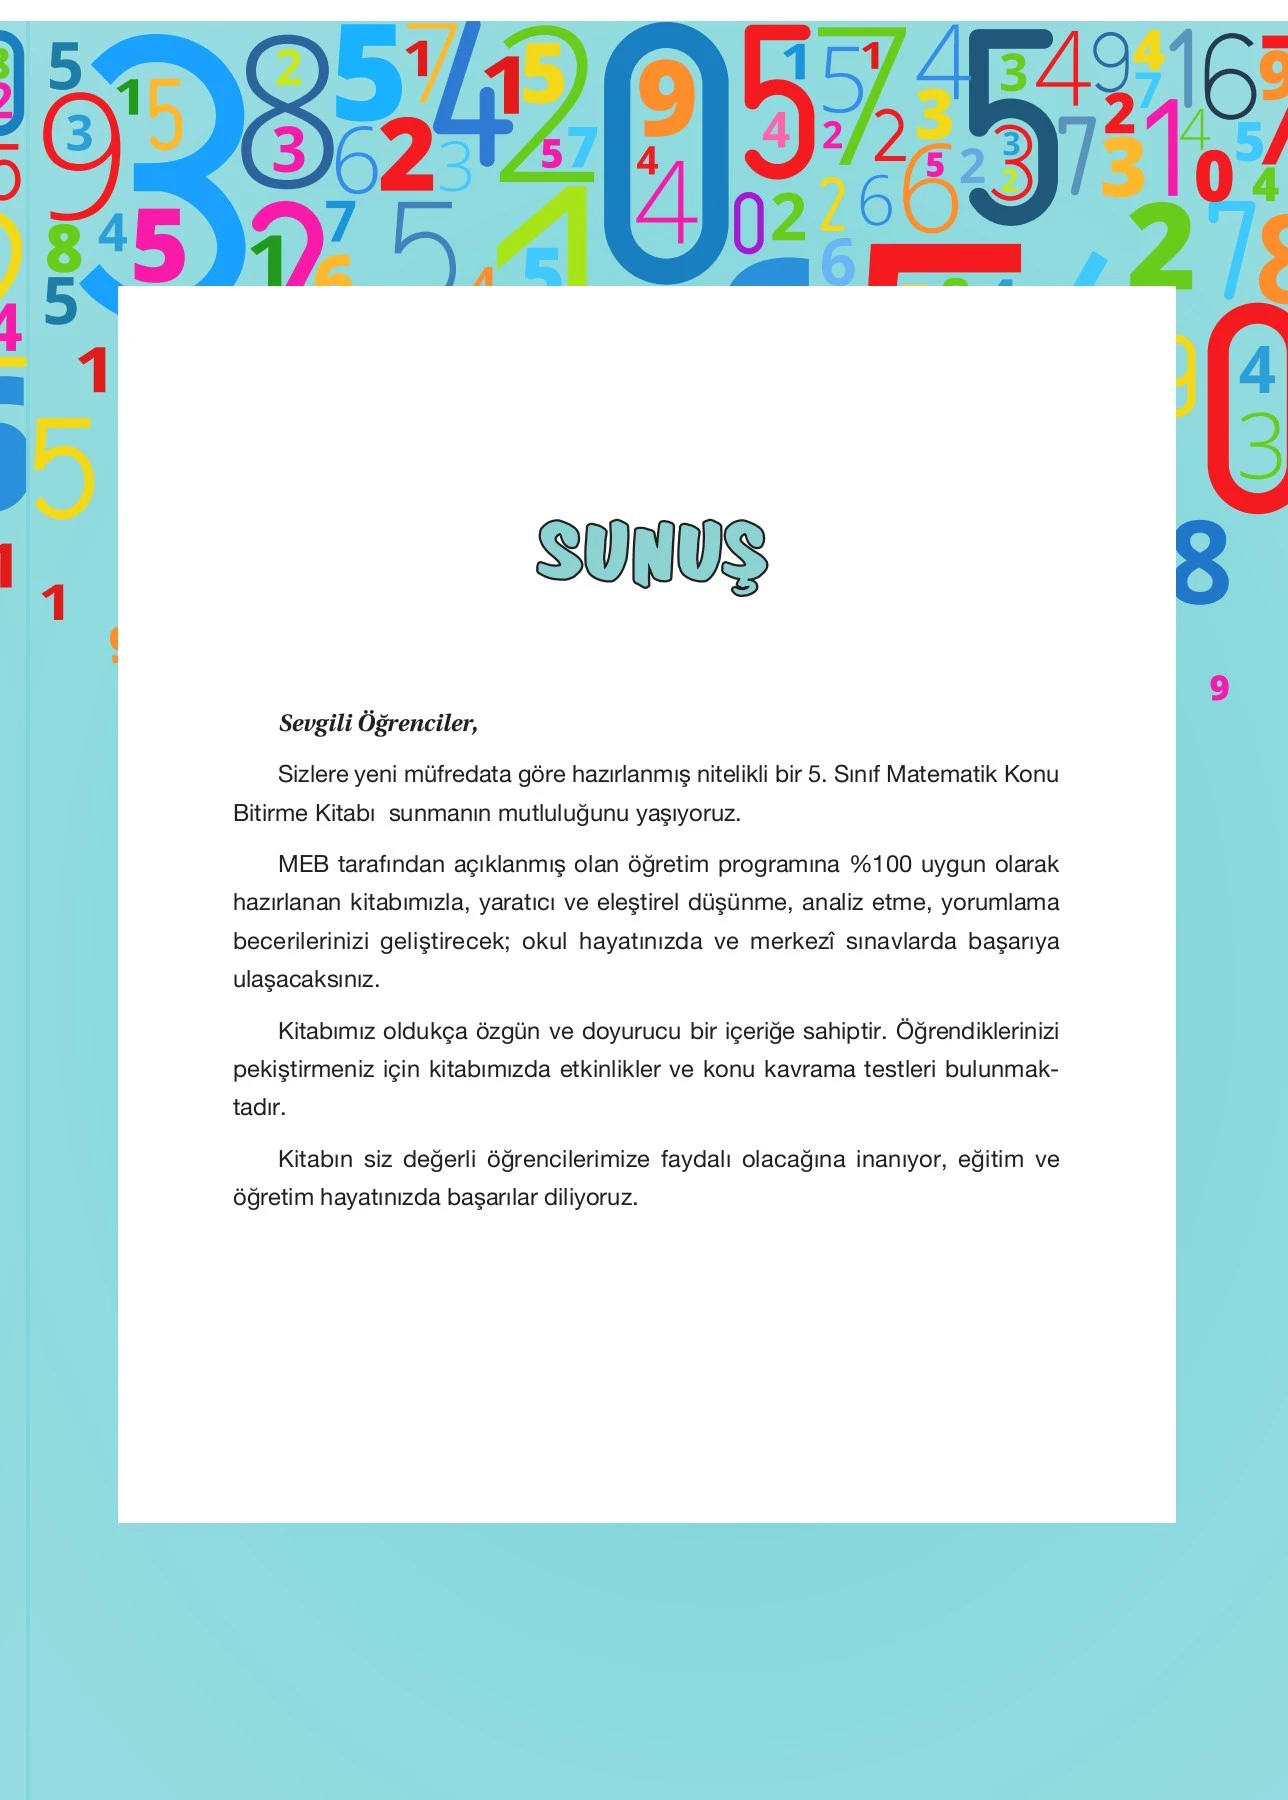 SUNUŞ
Sevgili Öğrenciler,
Sizlere yeni müfredata göre hazırlanmış nitelikli bir 5. Sınıf Matematik Konu
Bitirme Kitabı  sunmanın mutluluğunu yaşıyoruz.
MEB tarafından açıklanmış olan öğretim programına %100 uygun olarak
hazırlanan kitabımızla, yaratıcı ve eleştirel düşünme, analiz etme, yorumlama
becerilerinizi geliştirecek; okul hayatınızda ve merkezî sınavlarda başarıya
ulaşacaksınız.
Kitabımız oldukça özgün ve doyurucu bir içeriğe sahiptir. Öğrendiklerinizi
pekiştirmeniz için kitabımızda etkinlikler ve konu kavrama testleri bulunmak-
tadır.
Kitabın siz değerli öğrencilerimize faydalı olacağına inanıyor, eğitim ve
öğretim hayatınızda başarılar diliyoruz.